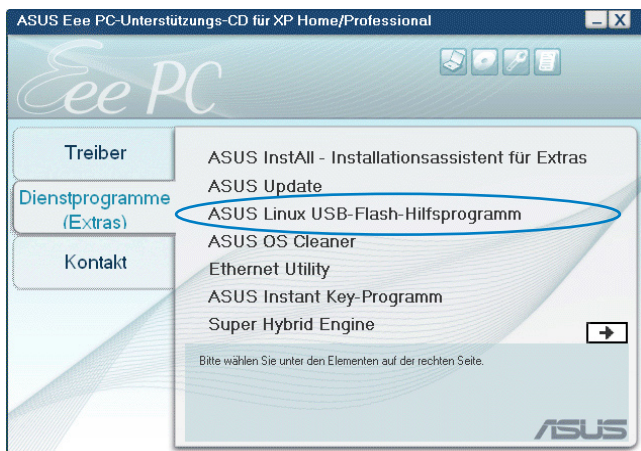 ASUS Eee PC-Unterstützungs-CD für XP Home/Professional
Eee PC
Treiber
Dienstprogramme
(Extras)
Kontakt
ASUS InstAll - Installationsassistent für Extras
ASUS Update
ASUS Linux USB-Flash-Hilfsprogramm
ASUS OS Cleaner
Ethernet Utility
ASUS Instant Key-Programm
Super Hybrid Engine
Bitte wählen Sie unter den Elementen auf der rechten Seite.
ASUS